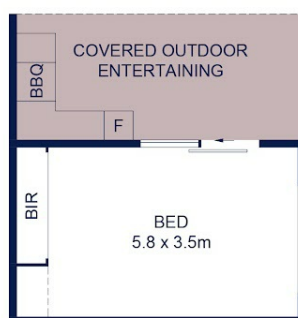 COVERED OUTDOOR
ENTERTAINING
BBQ
F
BIR
BED
5.8 x 3.5m